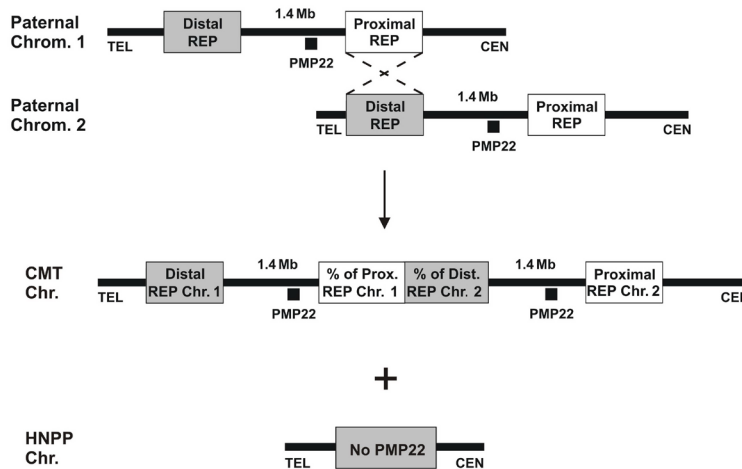 Paternal
Chrom. 1
TEL
Distal
REP
1.4 Mb
PMP22
Proximal
REP
CEN
Paternal
Chrom. 2
TEL
Distal
REP
1.4 Mb
PMP22
Proximal
REP
CEN
CMT
Chr.
TEL
Distal
REP Chr. 1
1.4 Mb
PMP22
% of Prox.
REP Chr. 1
% of Dist.
REP Chr. 2
1.4 Mb
PMP22
Proximal
REP Chr. 2
CEN
+
HNPP
Chr.
TEL
No PMP22
CEN